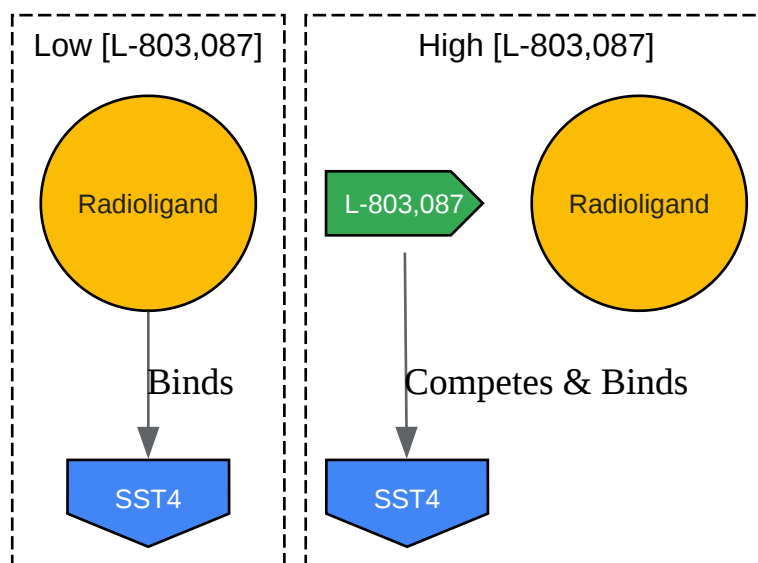 Low [L-803,087]
Radioligand
Binds
SST4
High [L-803,087]
L-803,087
Radioligand
Competes & Binds
SST4